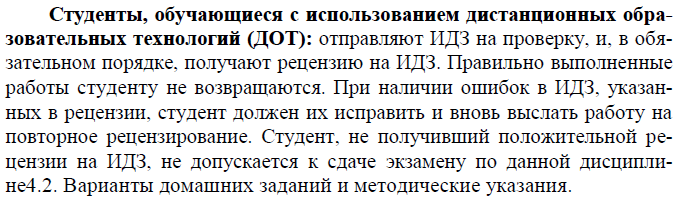 Студенты, обучающиеся с использованием дистанционных обра-
зовательных технологий (ДОТ): отправляют ИДЗ на проверку, и, в обя-
зательном порядке, получают рецензию на ИДЗ. Правильно выполненные
работы студенту не возвращаются. При наличии ошибок в ИДЗ, указан-
ных в рецензии, студент должен их исправить и вновь выслать работу на
повторное рецензирование. Студент, не получивший положительной ре-
цензии на ИДЗ, не допускается к сдаче экзамену по данной дисципли-
не4.2. Варианты домашних заданий и методические указания.